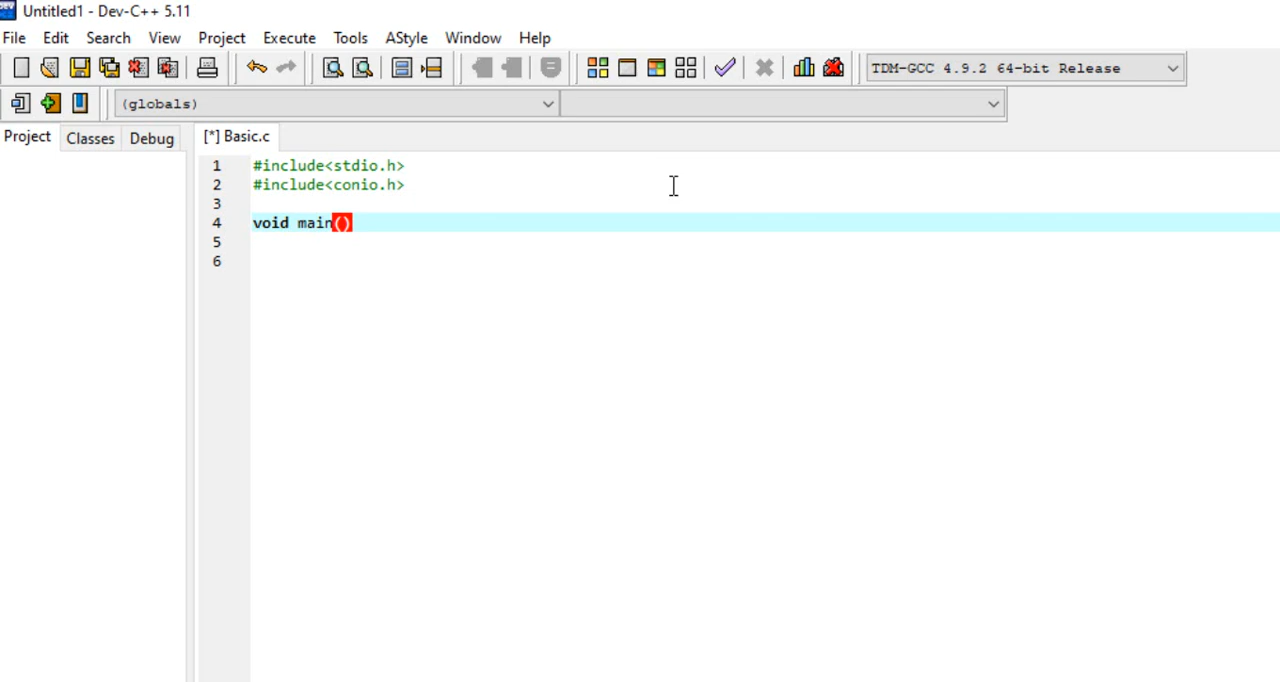 Untitled1 - Dev-C++ 5.11
File Edit Search View Project Execute Tools AStyle Window Help
TDM-GCC 4.9.2 64-bit Release
(globals)
Project Classes Debug [*] Basic.c
1 #include<stdio.h>
2 #include<conio.h>
3
4 void main()
5
6